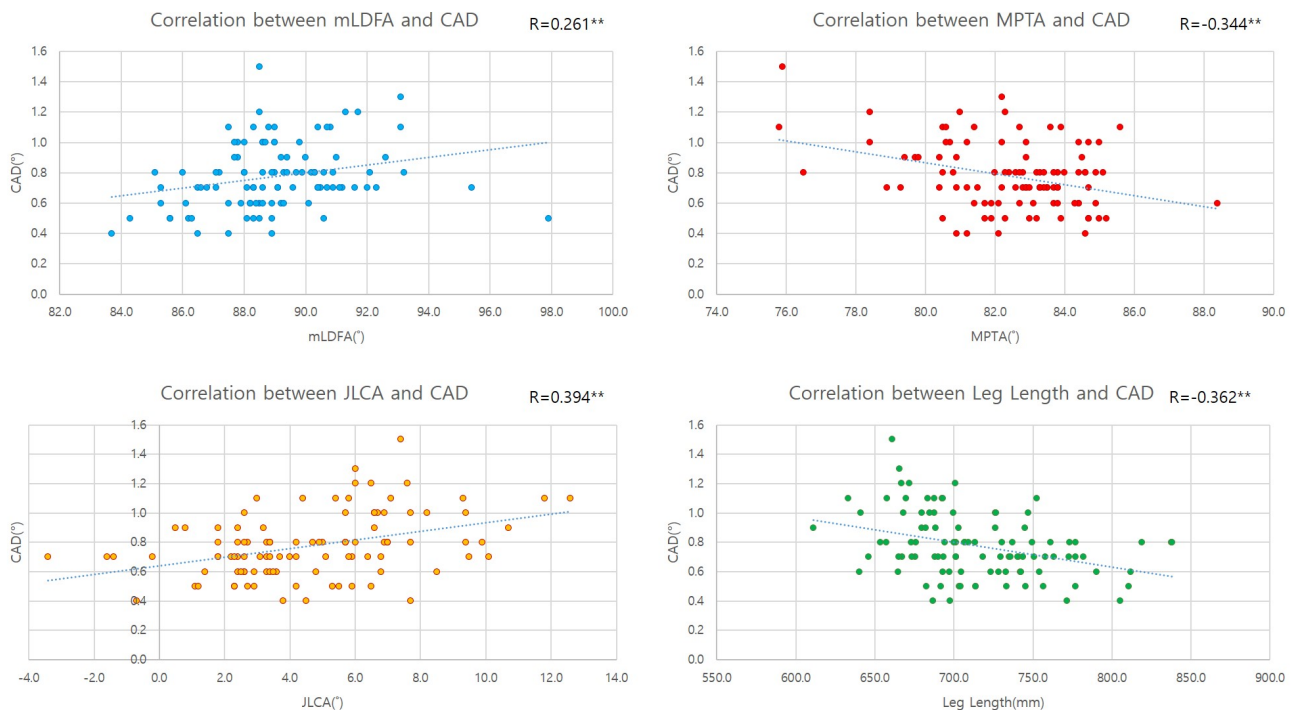 Correlation between mLDFA and CAD
R=0.261**
CAD(°)
1.6
1.4
1.2
1.0
0.8
0.6
0.4
0.2
0.0
82.0 84.0 86.0 88.0 90.0 92.0 94.0 96.0 98.0 100.0
mLDFA(°)
Correlation between MPTA and CAD
R=-0.344**
CAD(°)
1.6
1.4
1.2
1.0
0.8
0.6
0.4
0.2
0.0
74.0 76.0 78.0 80.0 82.0 84.0 86.0 88.0 90.0
MPTA(°)
Correlation between JLCA and CAD
R=0.394**
CAD(°)
1.6
1.4
1.2
1.0
0.8
0.6
0.4
0.2
0.0
-4.0 -2.0 0.0 2.0 4.0 6.0 8.0 10.0 12.0 14.0
JLCA(°)
Correlation between Leg Length and CAD
R=-0.362**
CAD(°)
1.6
1.4
1.2
1.0
0.8
0.6
0.4
0.2
0.0
550.0 600.0 650.0 700.0 750.0 800.0 850.0 900.0
Leg Length(mm)